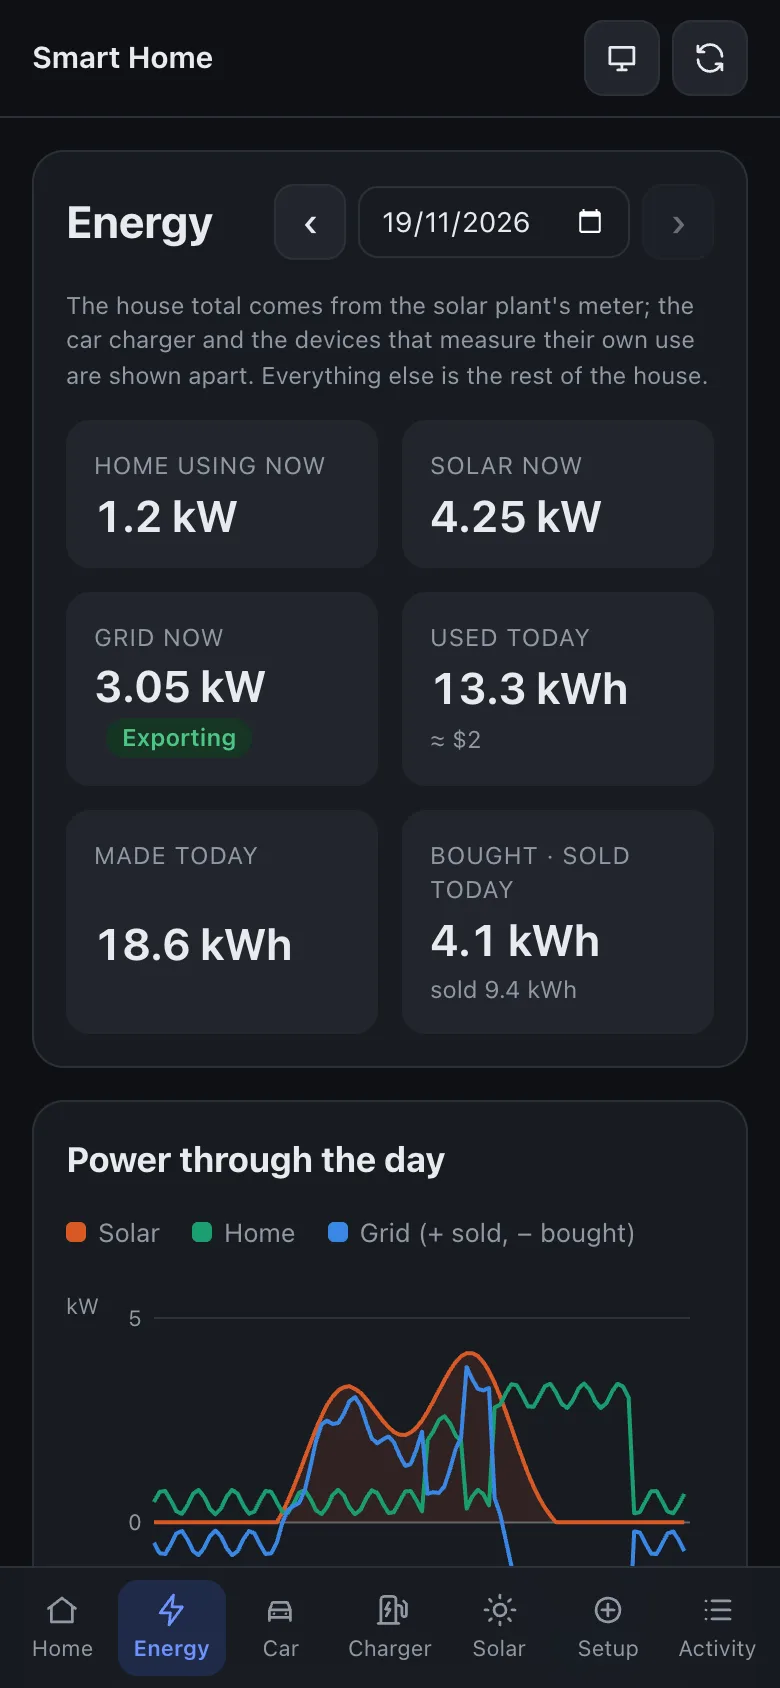 Smart Home
Energy
19/11/2026
The house total comes from the solar plant's meter; the
car charger and the devices that measure their own use
are shown apart. Everything else is the rest of the house.
HOME USING NOW
1.2 kW
SOLAR NOW
4.25 kW
GRID NOW
3.05 kW
Exporting
USED TODAY
13.3 kWh
≈ $2
MADE TODAY
18.6 kWh
BOUGHT · SOLD
TODAY
4.1 kWh
sold 9.4 kWh
Power through the day
Solar
Home
Grid (+ sold, – bought)
kW
5
0
Home
Energy
Car
Charger
Solar
Setup
Activity